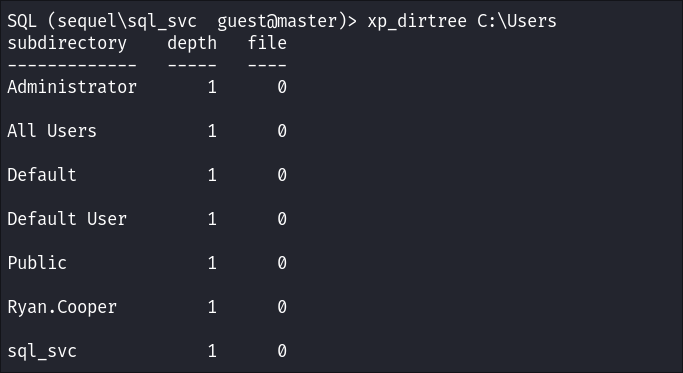 SQL (sequel\sql_svc  guest@master)> xp_dirtree C:\Users
subdirectory    depth   file
-------------   -----   ----
Administrator       1      0
All Users           1      0
Default             1      0
Default User        1      0
Public              1      0
Ryan.Cooper         1      0
sql_svc             1      0